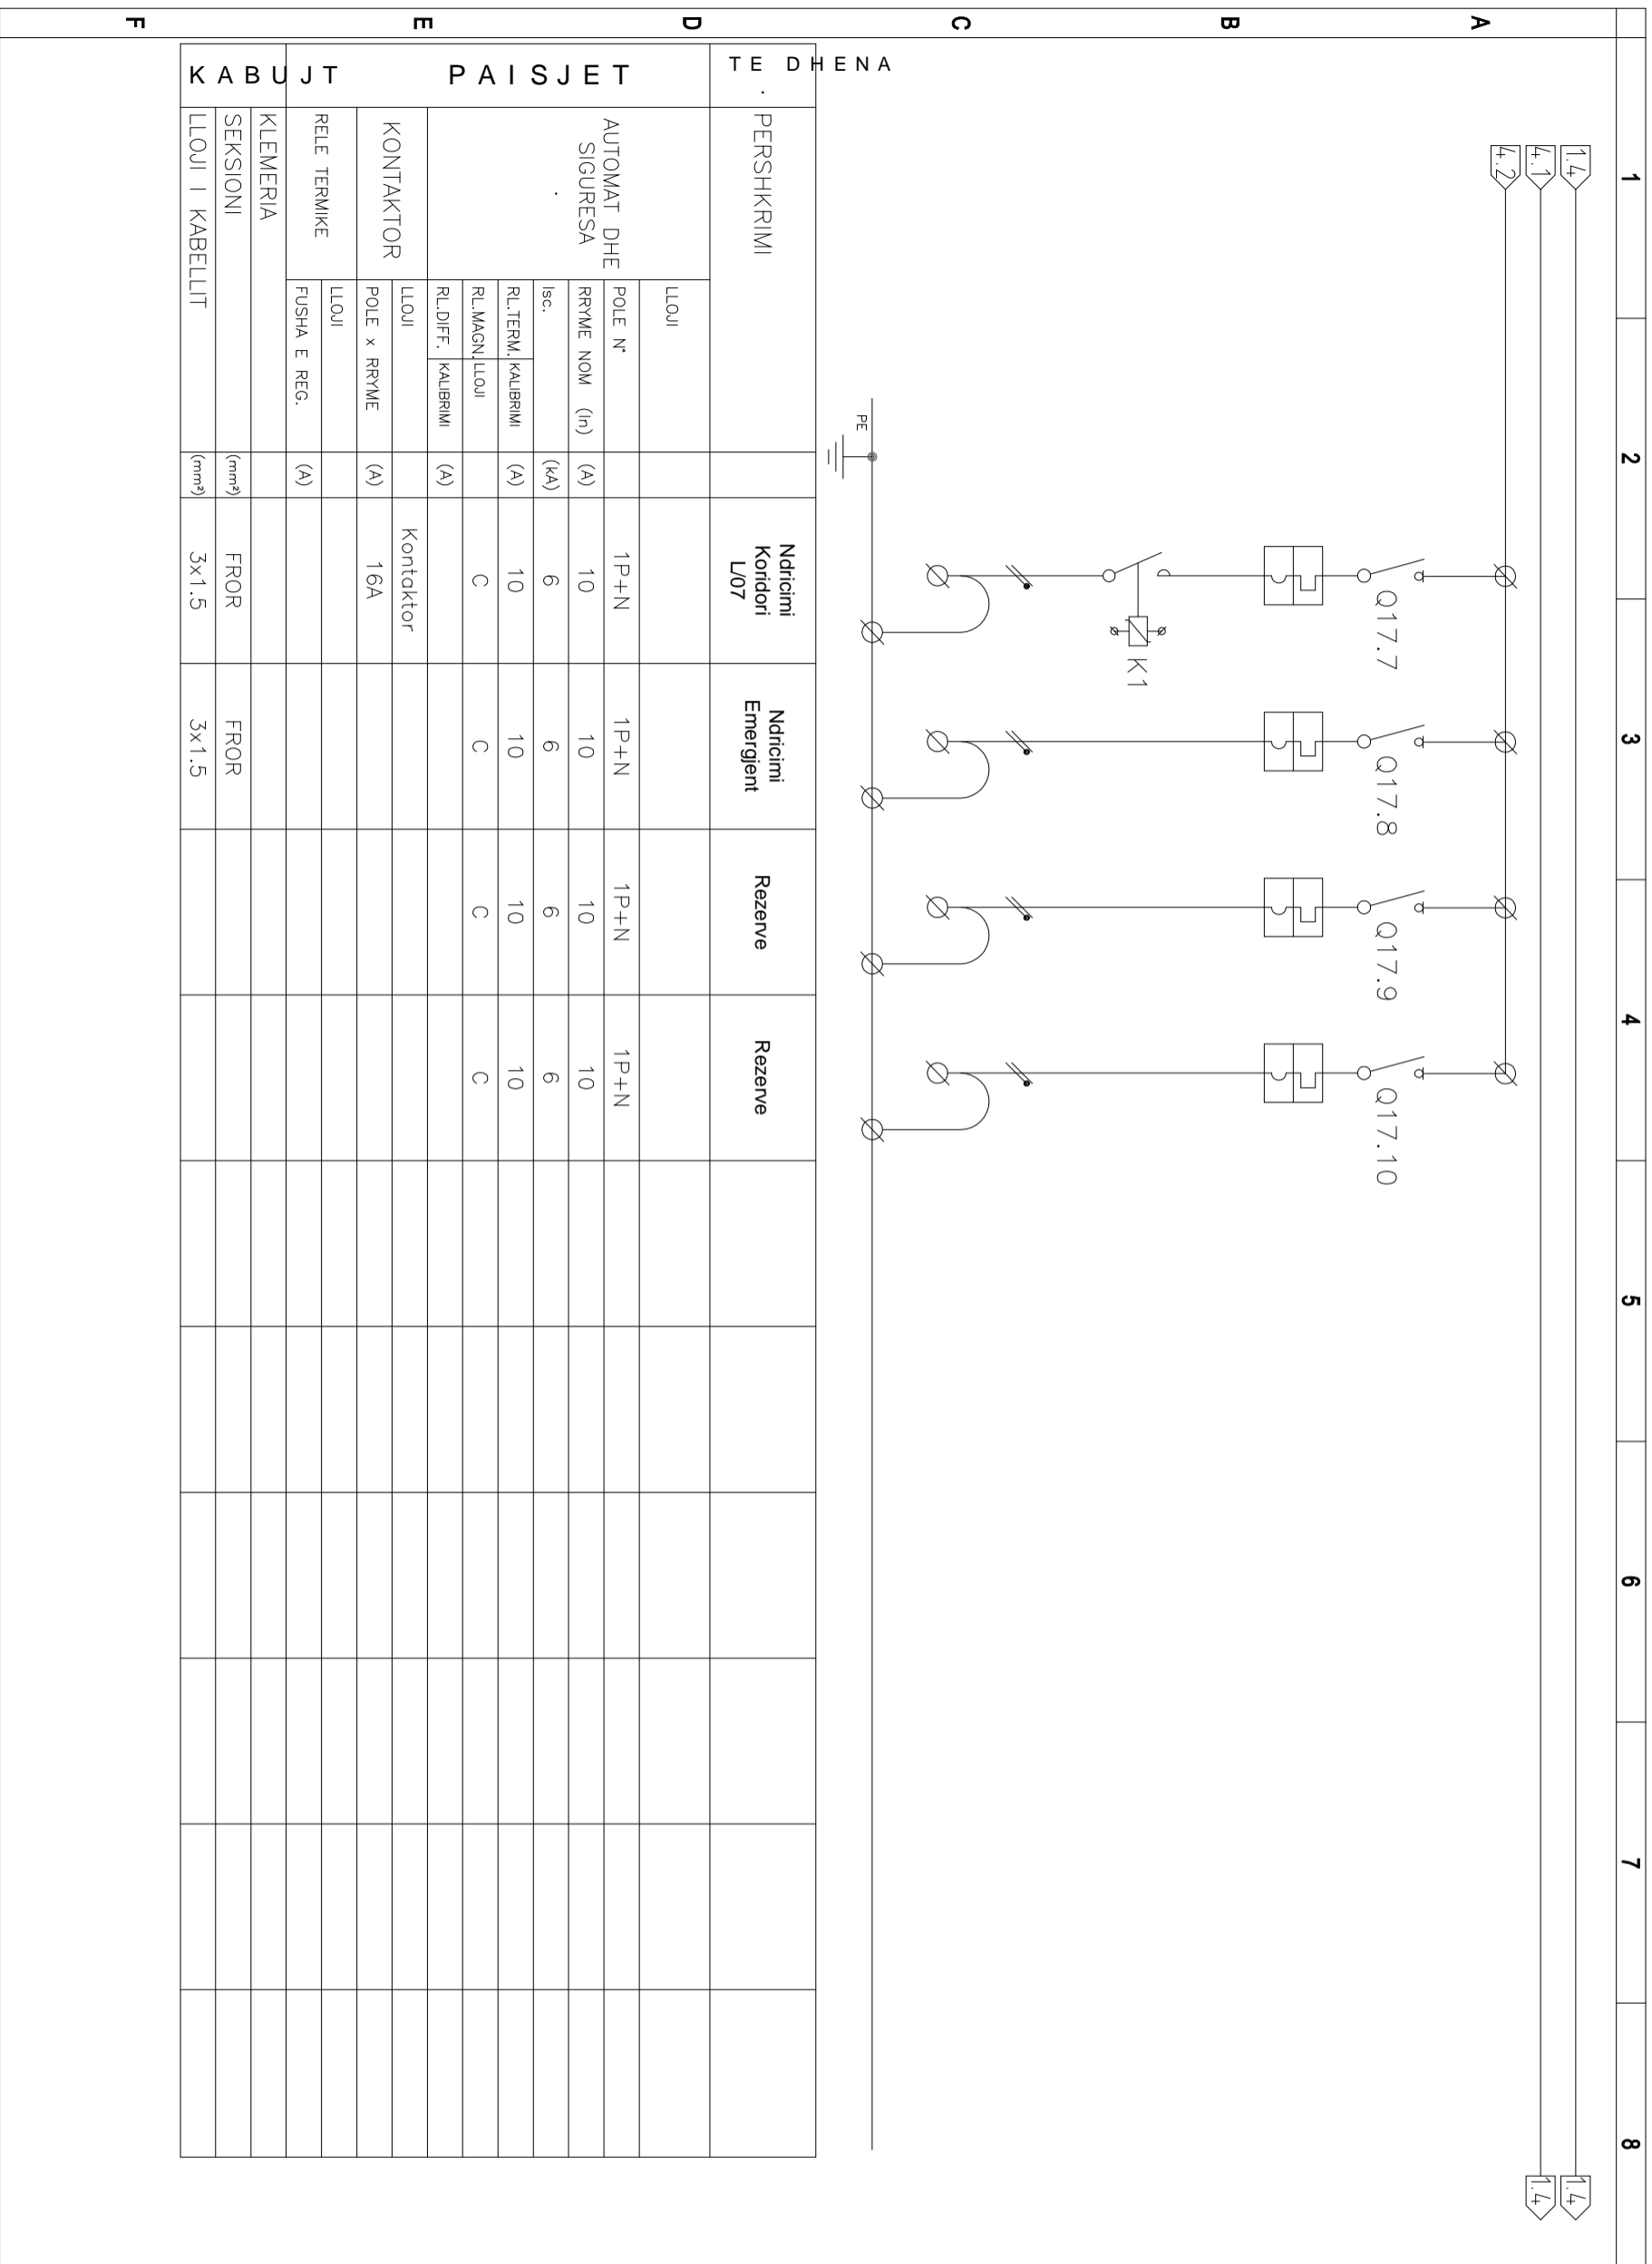 1 2 3 4 5 6 7 8
A
B
C
D
E
F
1.4
4.1
4.2
1.4
1.4
Q17.7
Q17.8
Q17.9
Q17.10
K1
PE
TE DHENA
.
PERSHKRIMI
Ndricimi
Koridori
L/07
Ndricimi
Emergjent
Rezerve
Rezerve
PAISJET
AUTOMAT DHE
SIGURESA
.
LLOJI
POLE N° 1P+N 1P+N 1P+N 1P+N
RRYME NOM (In) (A) 10 10 10 10
Isc. (kA) 6 6 6 6
RL.TERM. KALIBRIMI (A) 10 10 10 10
RL.MAGN. LLOJI C C C C
RL.DIFF. KALIBRIMI (A)
KONTAKTOR
LLOJI Kontaktor
POLE x RRYME (A) 16A
RELE TERMIKE
LLOJI
FUSHA E REG. (A)
KABUJT
KLEMERIA
SEKSIONI (mm²) FROR FROR
LLOJI I KABELLIT (mm²) 3x1.5 3x1.5